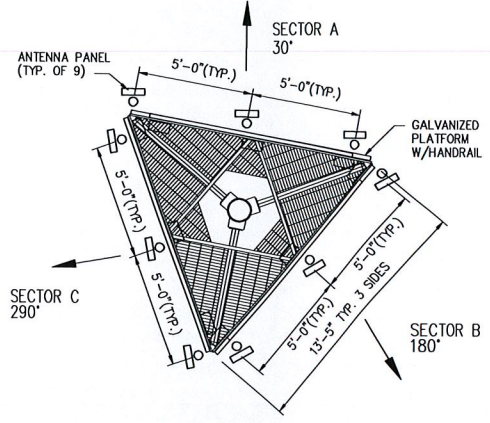 SECTOR A
30°
ANTENNA PANEL
(TYP. OF 9)
5'-0"(TYP.)
5'-0"(TYP.)
GALVANIZED
PLATFORM
W/HANDRAIL
5'-0"(TYP.)
5'-0"(TYP.)
5'-0"(TYP.)
5'-0"(TYP.)
13'-5" TYP. 3 SIDES
SECTOR C
290°
SECTOR B
180°